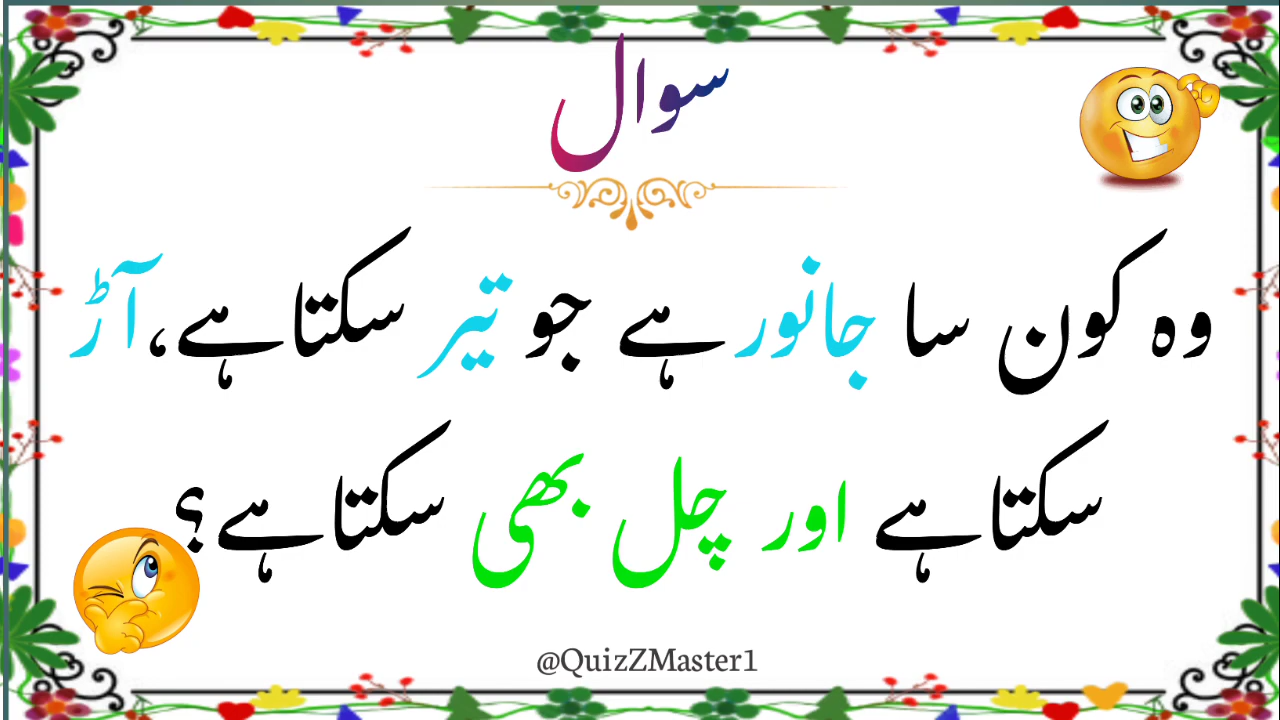 سوال
وہ کون سا جانور ہے جو تیر سکتا ہے، آڑ
سکتا ہے اور چل بھی سکتا ہے؟
@QuizZMaster1